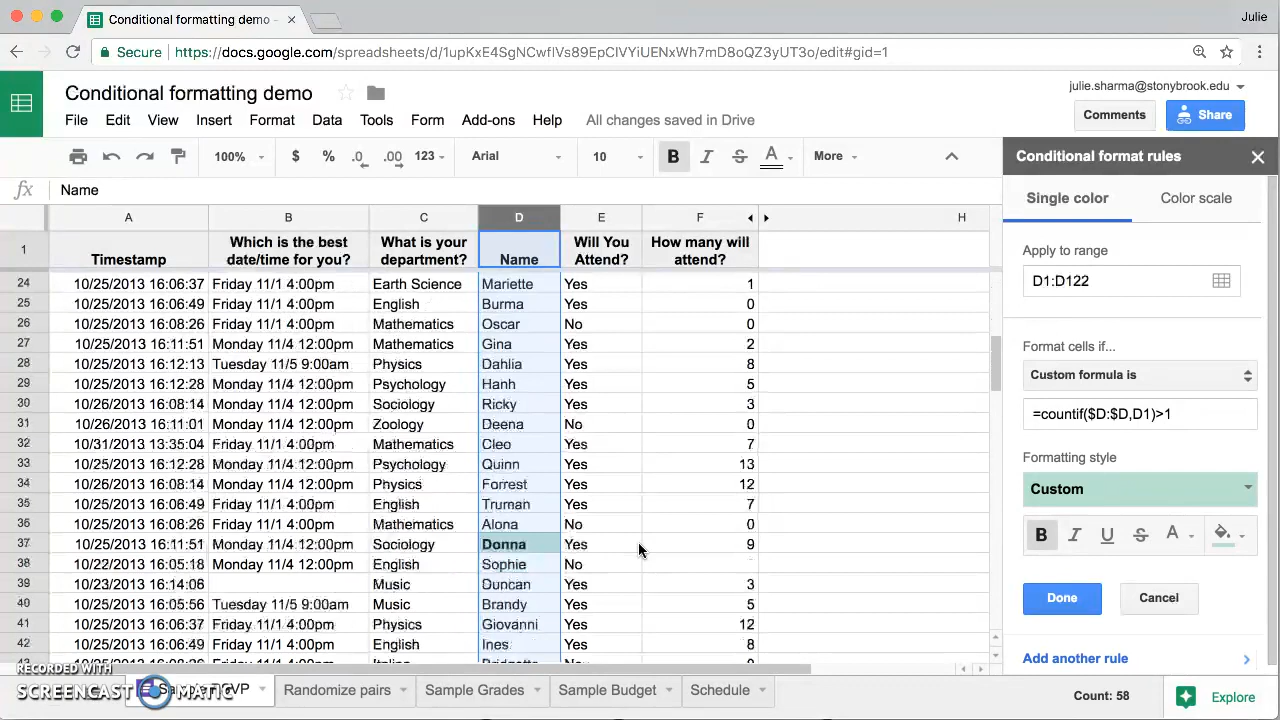 Conditional formatting demo - Julie
Secure https://docs.google.com/spreadsheets/d/1upKxE4SgNCwflVs89EpClVYiUENxWh7mD8oQZ3yUT3o/edit#gid=1
Conditional formatting demo
julie.sharma@stonybrook.edu
File Edit View Insert Format Data Tools Form Add-ons Help All changes saved in Drive
Comments Share
100% $ % .0 .00 123 Arial 10 B I S A More
Conditional format rules
fx Name
Single color Color scale
A B C D E F H
1 Timestamp Which is the best date/time for you? What is your department? Name Will You Attend? How many will attend?
24 10/25/2013 16:06:37 Friday 11/1 4:00pm Earth Science Mariette Yes 1
25 10/25/2013 16:06:49 Friday 11/1 4:00pm English Burma Yes 0
26 10/25/2013 16:08:26 Friday 11/1 4:00pm Mathematics Oscar No 0
27 10/25/2013 16:11:51 Monday 11/4 12:00pm Mathematics Gina Yes 2
28 10/25/2013 16:12:13 Tuesday 11/5 9:00am Physics Dahlia Yes 8
29 10/25/2013 16:12:28 Monday 11/4 12:00pm Psychology Hanh Yes 5
30 10/26/2013 16:08:14 Monday 11/4 12:00pm Sociology Ricky Yes 3
31 10/26/2013 16:11:01 Monday 11/4 12:00pm Zoology Deena No 0
32 10/31/2013 13:35:04 Friday 11/1 4:00pm Mathematics Cleo Yes 7
33 10/25/2013 16:12:28 Monday 11/4 12:00pm Psychology Quinn Yes 13
34 10/26/2013 16:08:14 Monday 11/4 12:00pm Physics Forrest Yes 12
35 10/25/2013 16:06:49 Friday 11/1 4:00pm English Truman Yes 7
36 10/25/2013 16:08:26 Friday 11/1 4:00pm Mathematics Alona No 0
37 10/25/2013 16:11:51 Monday 11/4 12:00pm Sociology Donna Yes 9
38 10/22/2013 16:05:18 Monday 11/4 12:00pm English Sophie No
39 10/23/2013 16:14:06 Music Duncan Yes 3
40 10/25/2013 16:05:56 Tuesday 11/5 9:00am Music Brandy Yes 5
41 10/25/2013 16:06:37 Friday 11/1 4:00pm Physics Giovanni Yes 12
42 10/25/2013 16:06:49 Friday 11/1 4:00pm English Ines Yes 8
Apply to range
D1:D122
Format cells if...
Custom formula is
=countif($D:$D,D1)>1
Formatting style
Custom
B I U S A
Done Cancel
Add another rule
RECORDED WITH
SCREENCAST MATIC
Randomize pairs Sample Grades Sample Budget Schedule
Count: 58 Explore